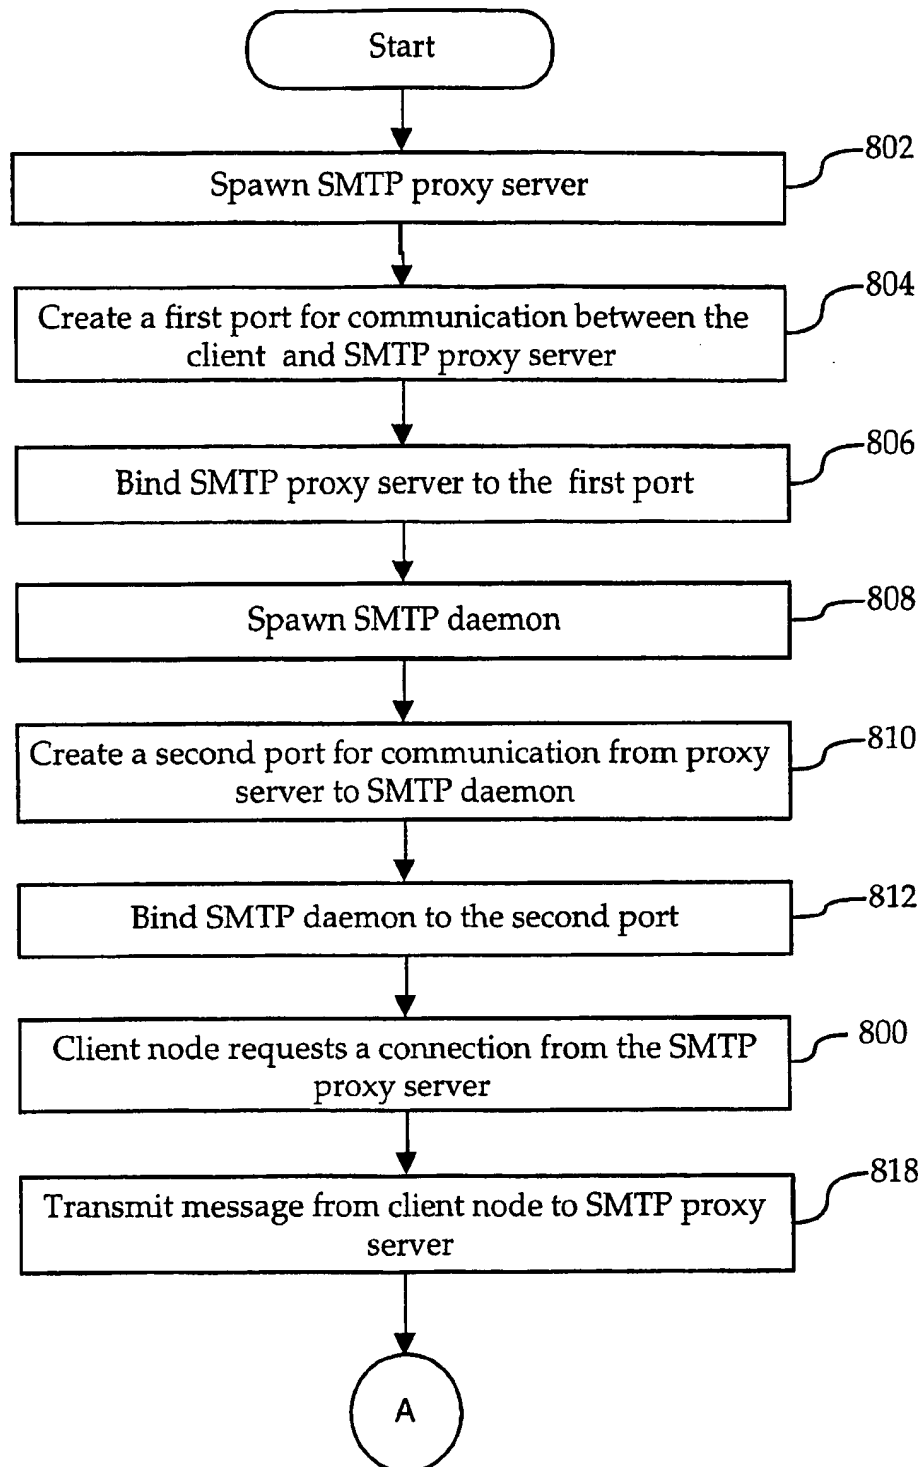 Start
802
Spawn SMTP proxy server
804
Create a first port for communication between the
client and SMTP proxy server
806
Bind SMTP proxy server to the first port
808
Spawn SMTP daemon
810
Create a second port for communication from proxy
server to SMTP daemon
812
Bind SMTP daemon to the second port
800
Client node requests a connection from the SMTP
proxy server
818
Transmit message from client node to SMTP proxy
server
A